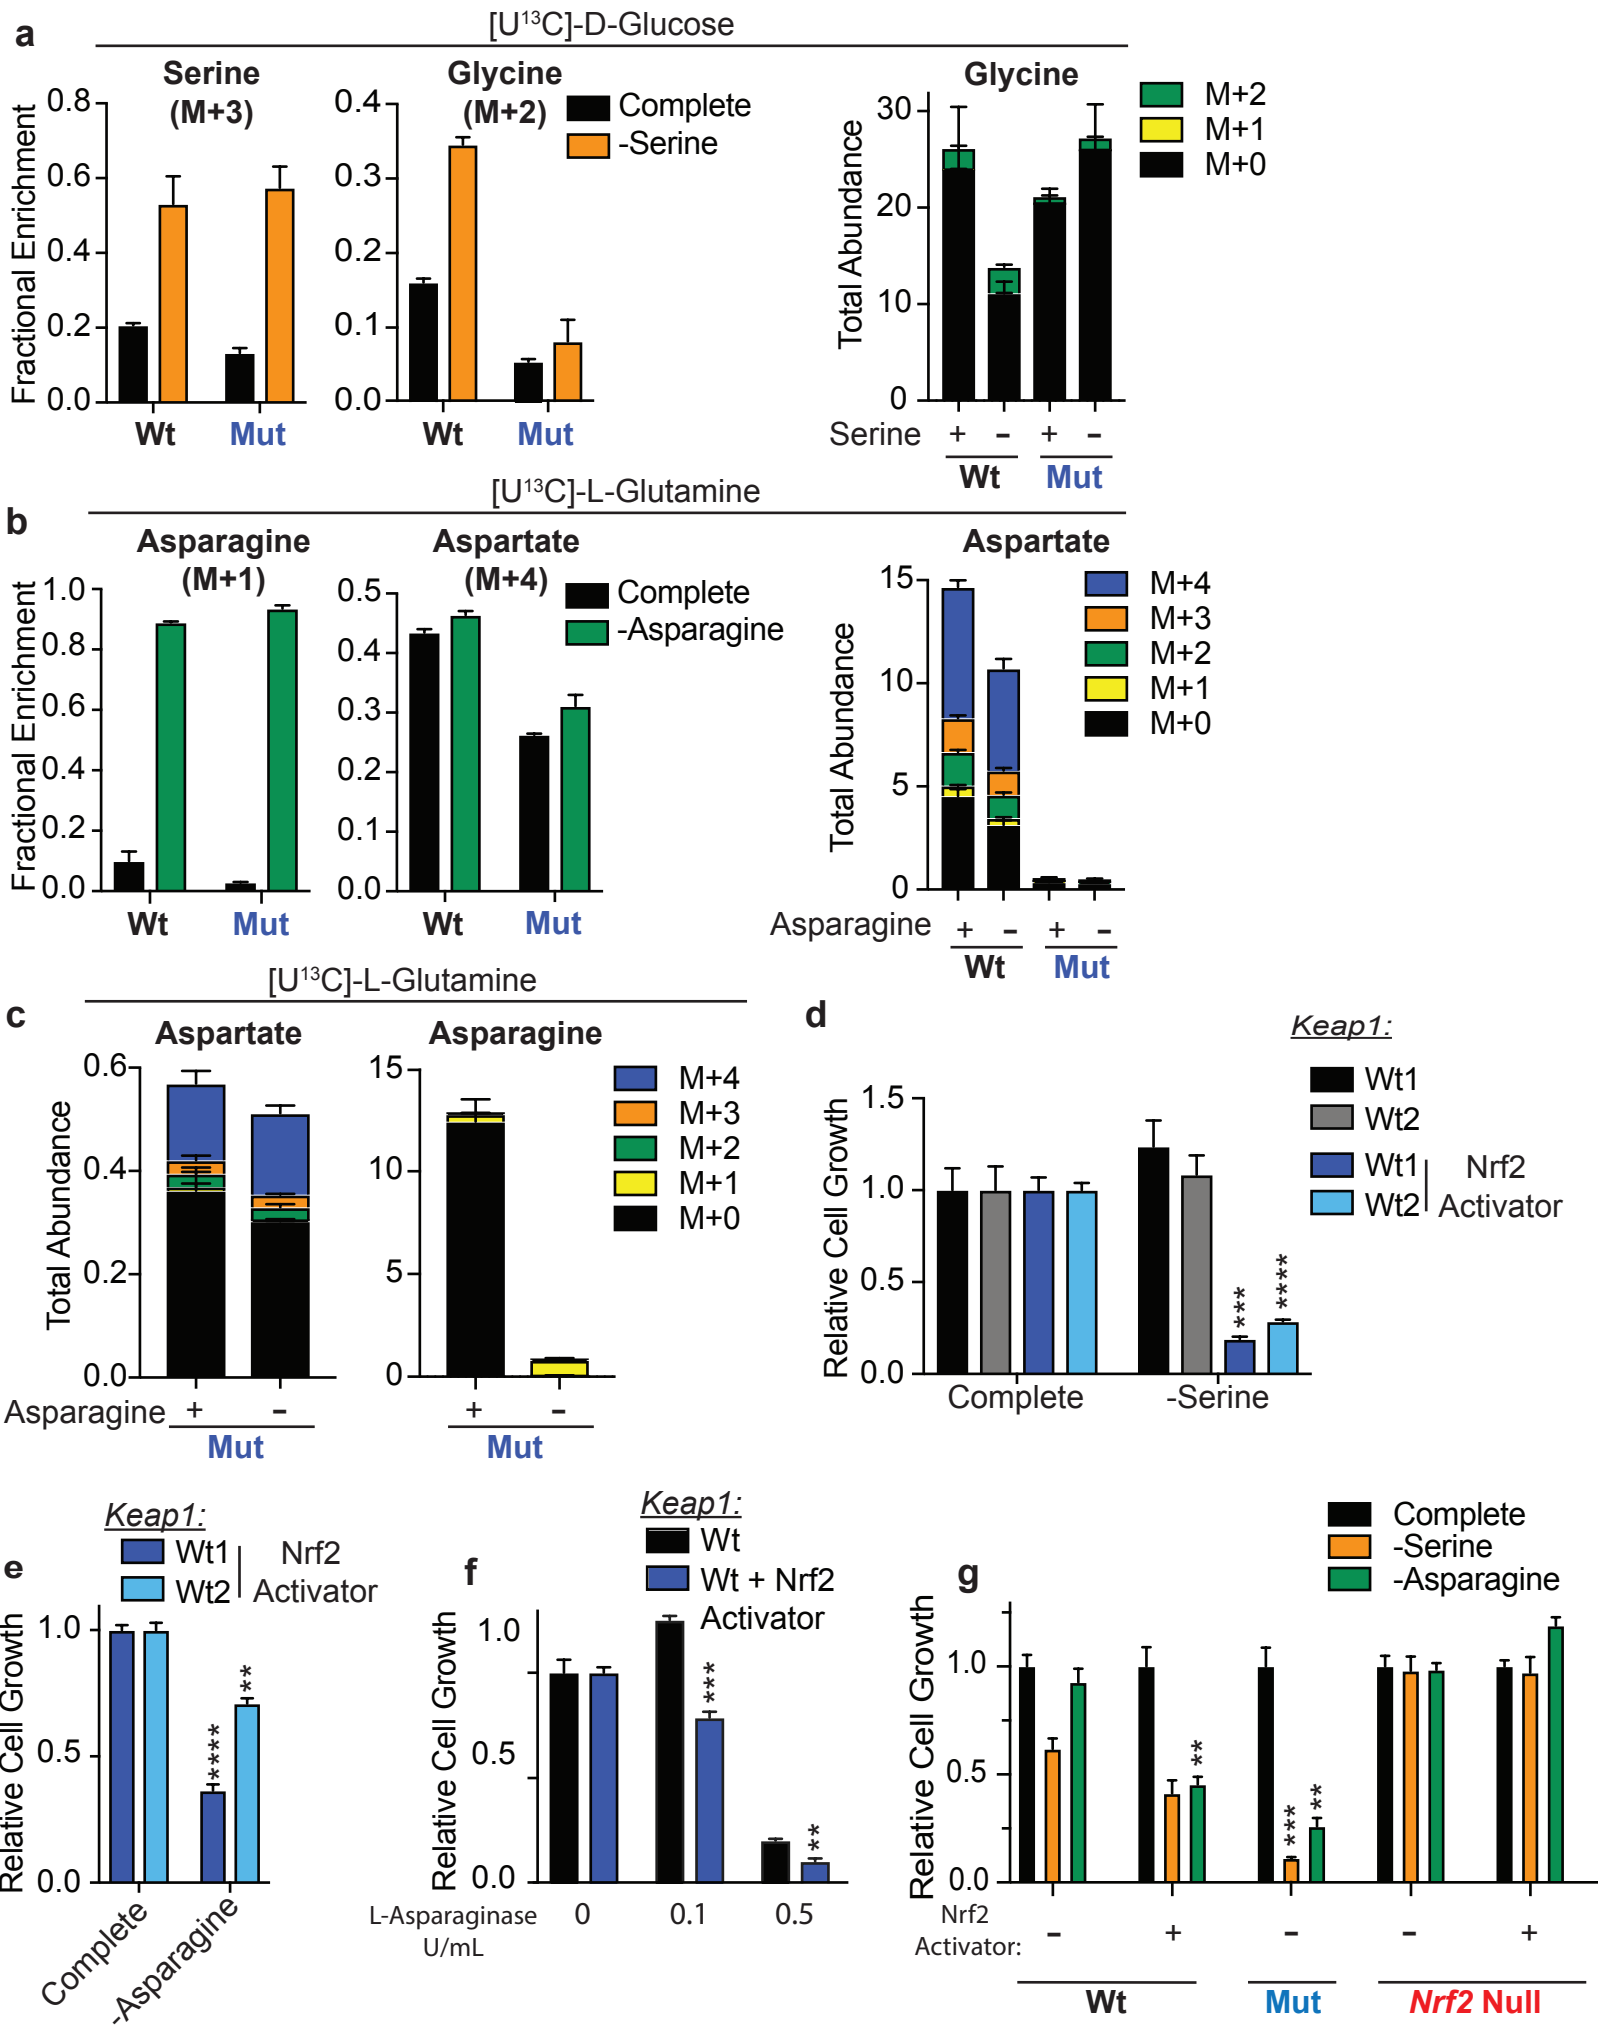 a
[U13C]-D-Glucose
Serine
(M+3)
Glycine
(M+2)
Complete
-Serine
Glycine
M+2
M+1
M+0
Fractional Enrichment
0.8
0.6
0.4
0.2
0.0
Wt
Mut
0.4
0.3
0.2
0.1
0.0
Wt
Mut
Total Abundance
30
20
10
0
Serine + - + -
Wt Mut
b
[U13C]-L-Glutamine
Asparagine
(M+1)
Aspartate
(M+4)
Complete
-Asparagine
Aspartate
M+4
M+3
M+2
M+1
M+0
Fractional Enrichment
1.0
0.8
0.6
0.4
0.2
0.0
Wt
Mut
0.5
0.4
0.3
0.2
0.1
0.0
Wt
Mut
Total Abundance
15
10
5
0
Asparagine + - + -
Wt Mut
c
[U13C]-L-Glutamine
Aspartate
Asparagine
M+4
M+3
M+2
M+1
M+0
Total Abundance
0.6
0.4
0.2
0.0
15
10
5
0
Asparagine + - + -
Mut Mut
d
Keap1:
Wt1
Wt2
Wt1
Wt2
Nrf2
Activator
Relative Cell Growth
1.5
1.0
0.5
0.0
***
****
Complete
-Serine
e
Keap1:
Wt1
Wt2
Nrf2
Activator
Relative Cell Growth
1.0
0.5
0.0
****
**
Complete
-Asparagine
f
Keap1:
Wt
Wt + Nrf2
Activator
Relative Cell Growth
1.0
0.5
0.0
***
**
L-Asparaginase 0 0.1 0.5
U/mL
g
Complete
-Serine
-Asparagine
Relative Cell Growth
1.0
0.5
0.0
**
***
**
Nrf2
Activator: - + - - +
Wt Mut Nrf2 Null